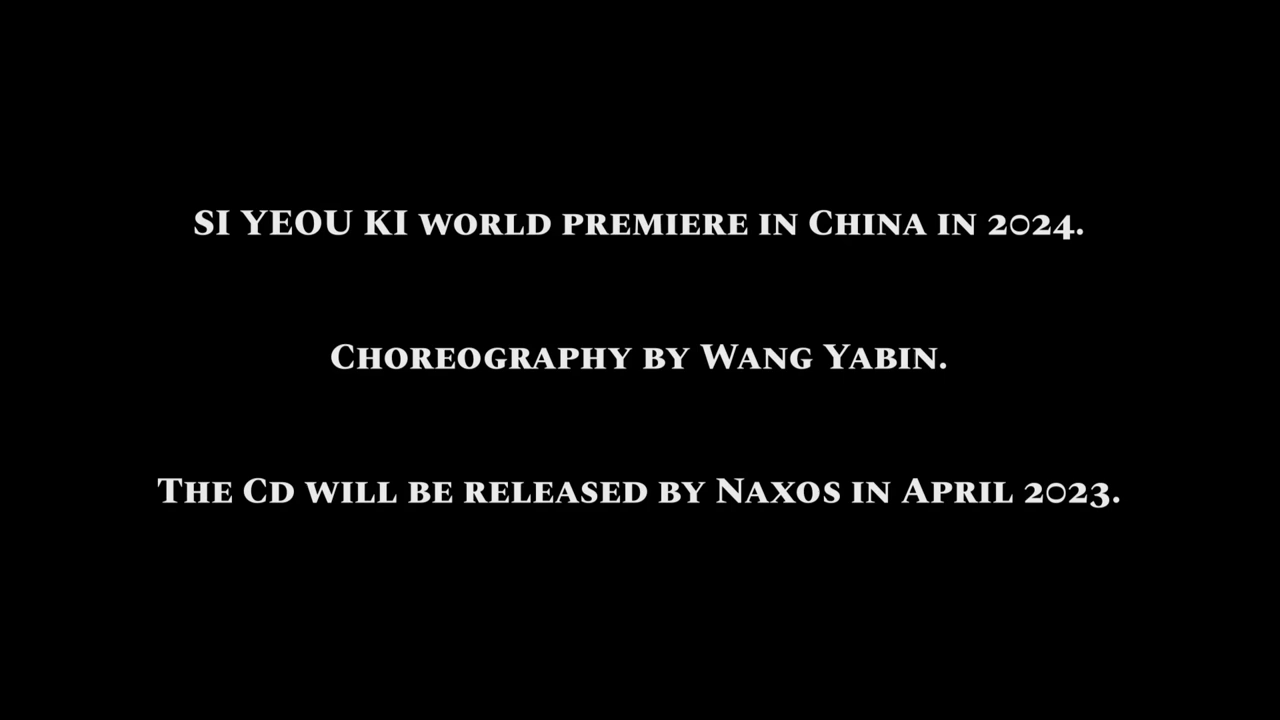 SI YEOU KI WORLD PREMIERE IN CHINA IN 2024.
CHOREOGRAPHY BY WANG YABIN.
THE CD WILL BE RELEASED BY NAXOS IN APRIL 2023.